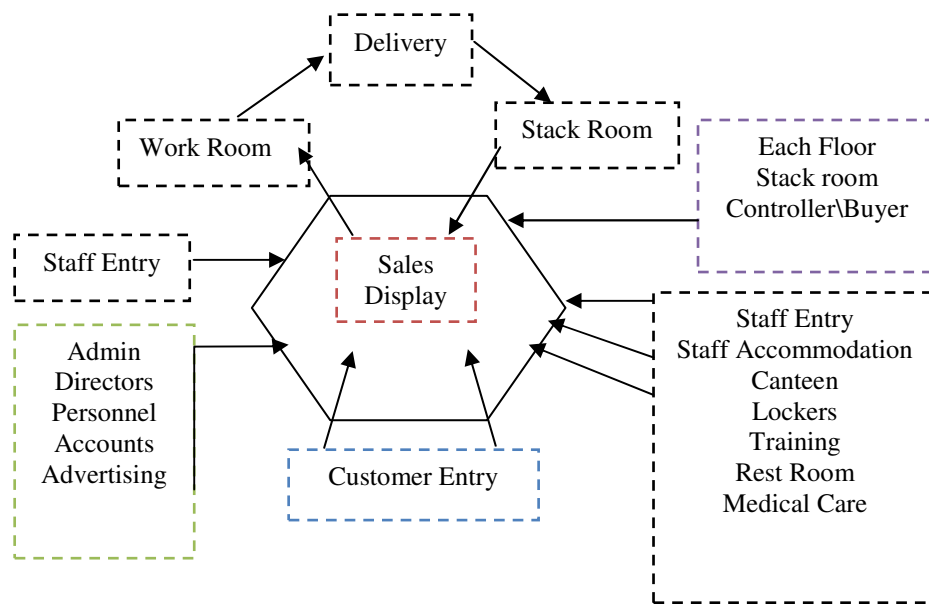 Delivery
Work Room
Stack Room
Each Floor
Stack room
Controller\Buyer
Staff Entry
Sales
Display
Admin
Directors
Personnel
Accounts
Advertising
Customer Entry
Staff Entry
Staff Accommodation
Canteen
Lockers
Training
Rest Room
Medical Care